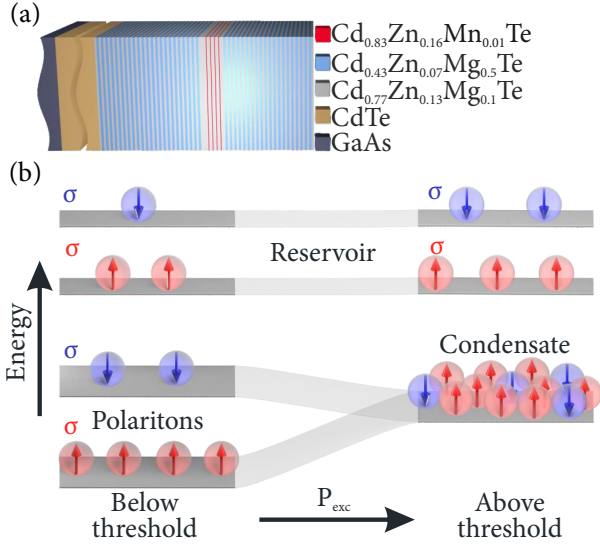 (a)
Cd0.83Zn0.16Mn0.01Te
Cd0.43Zn0.07Mg0.5Te
Cd0.77Zn0.13Mg0.1Te
CdTe
GaAs
(b)
σ
σ
Reservoir
σ
Energy
σ
Condensate
σ
Polaritons
Below
threshold
Pexc
Above
threshold